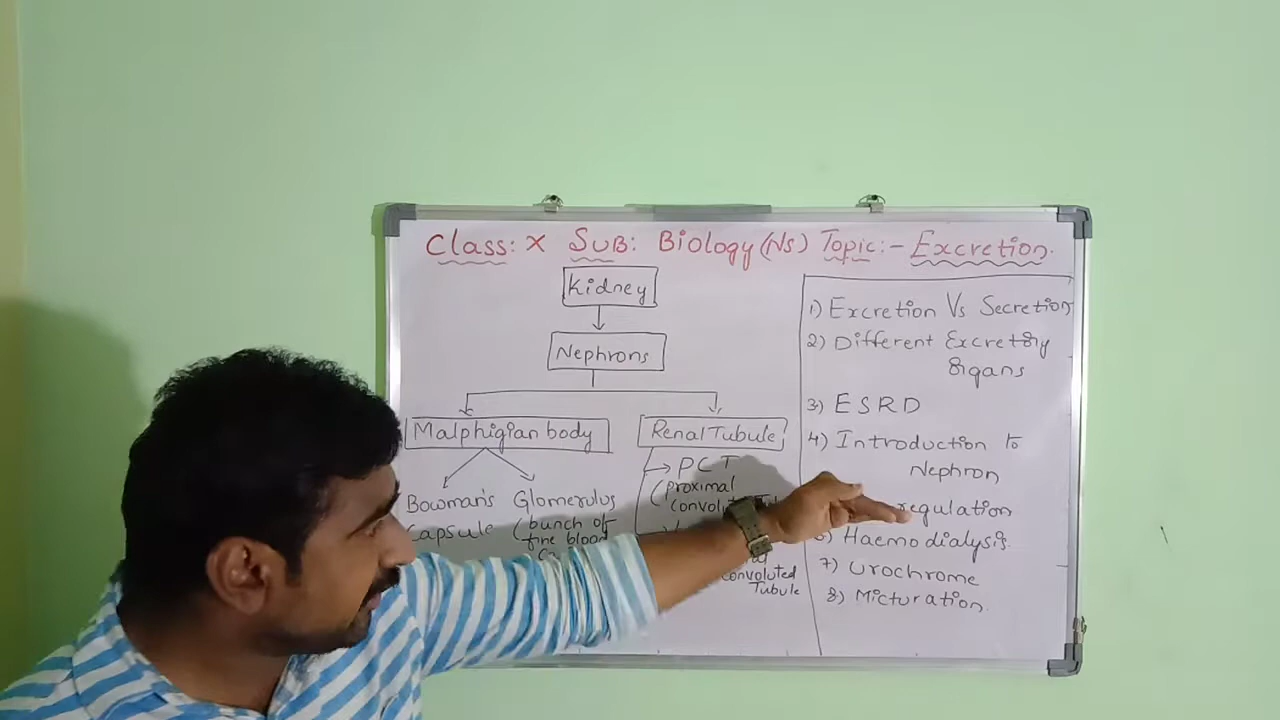 Class: X Sub: Biology (NS) Topic:- Excretion.
Kidney
Nephrons
Malphigian body
Bowman's
Capsule
Glomerulus
(bunch of
fine blood
Renal Tubule
→ PCT
(proximal
convoluted
Tubule
1) Excretion Vs Secretion
2) Different Excretory
Organs
3) ESRD
4) Introduction to
Nephron
regulation
6) Haemodialysis.
7) Urochrome
8) Micturation.